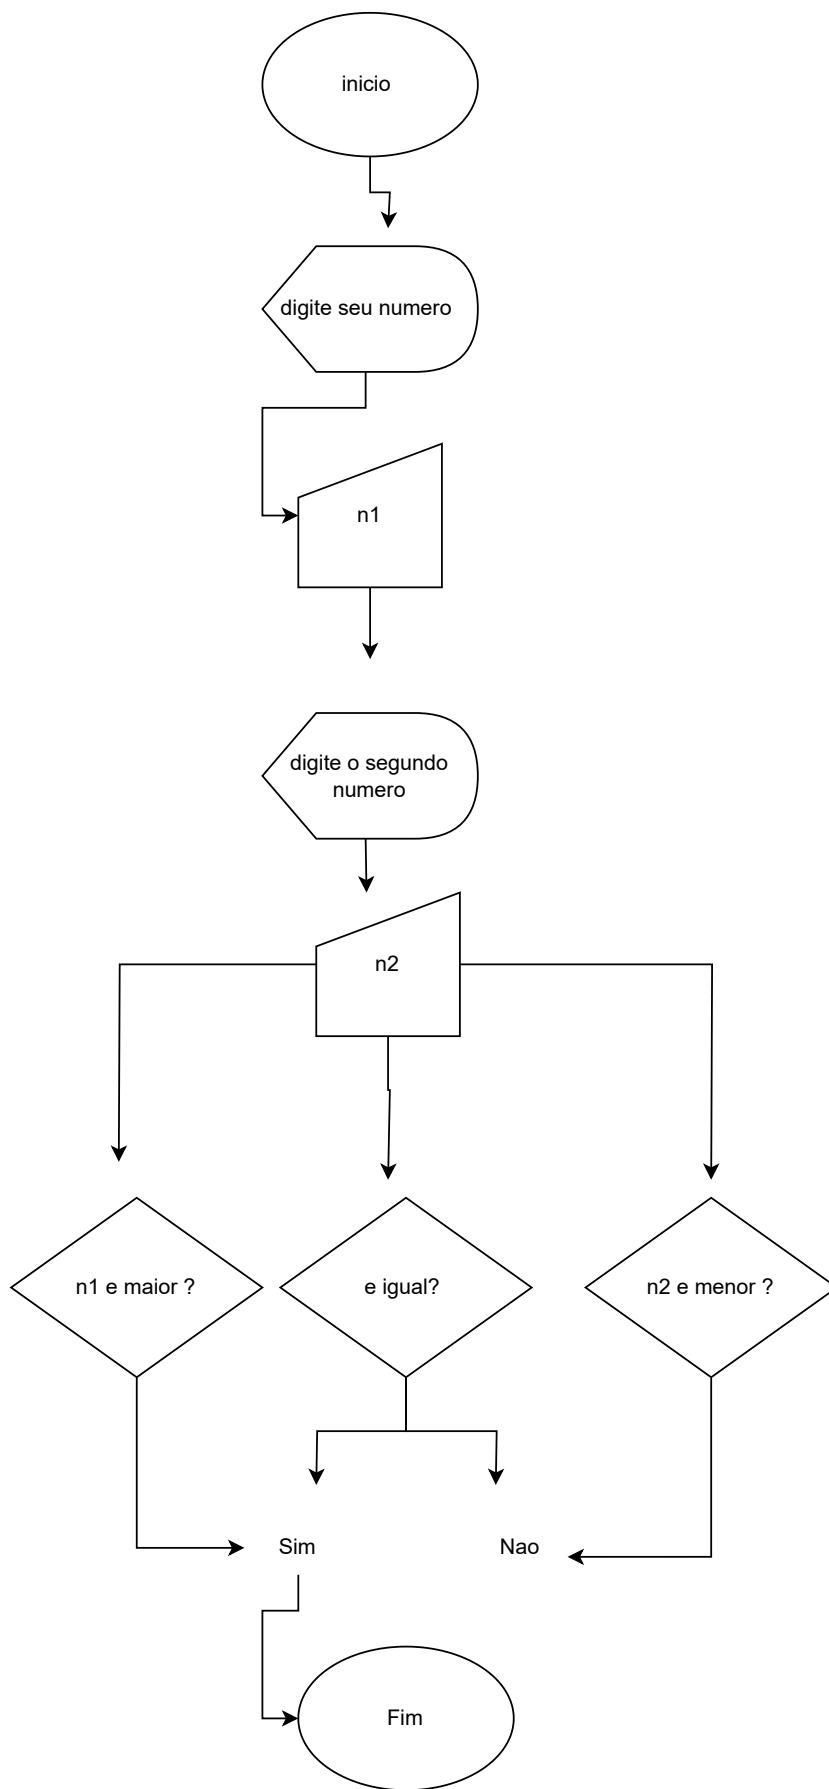 inicio
digite seu numero
n1
digite o segundo
numero
n2
n1 e maior ?
e igual?
n2 e menor ?
Sim
Nao
Fim